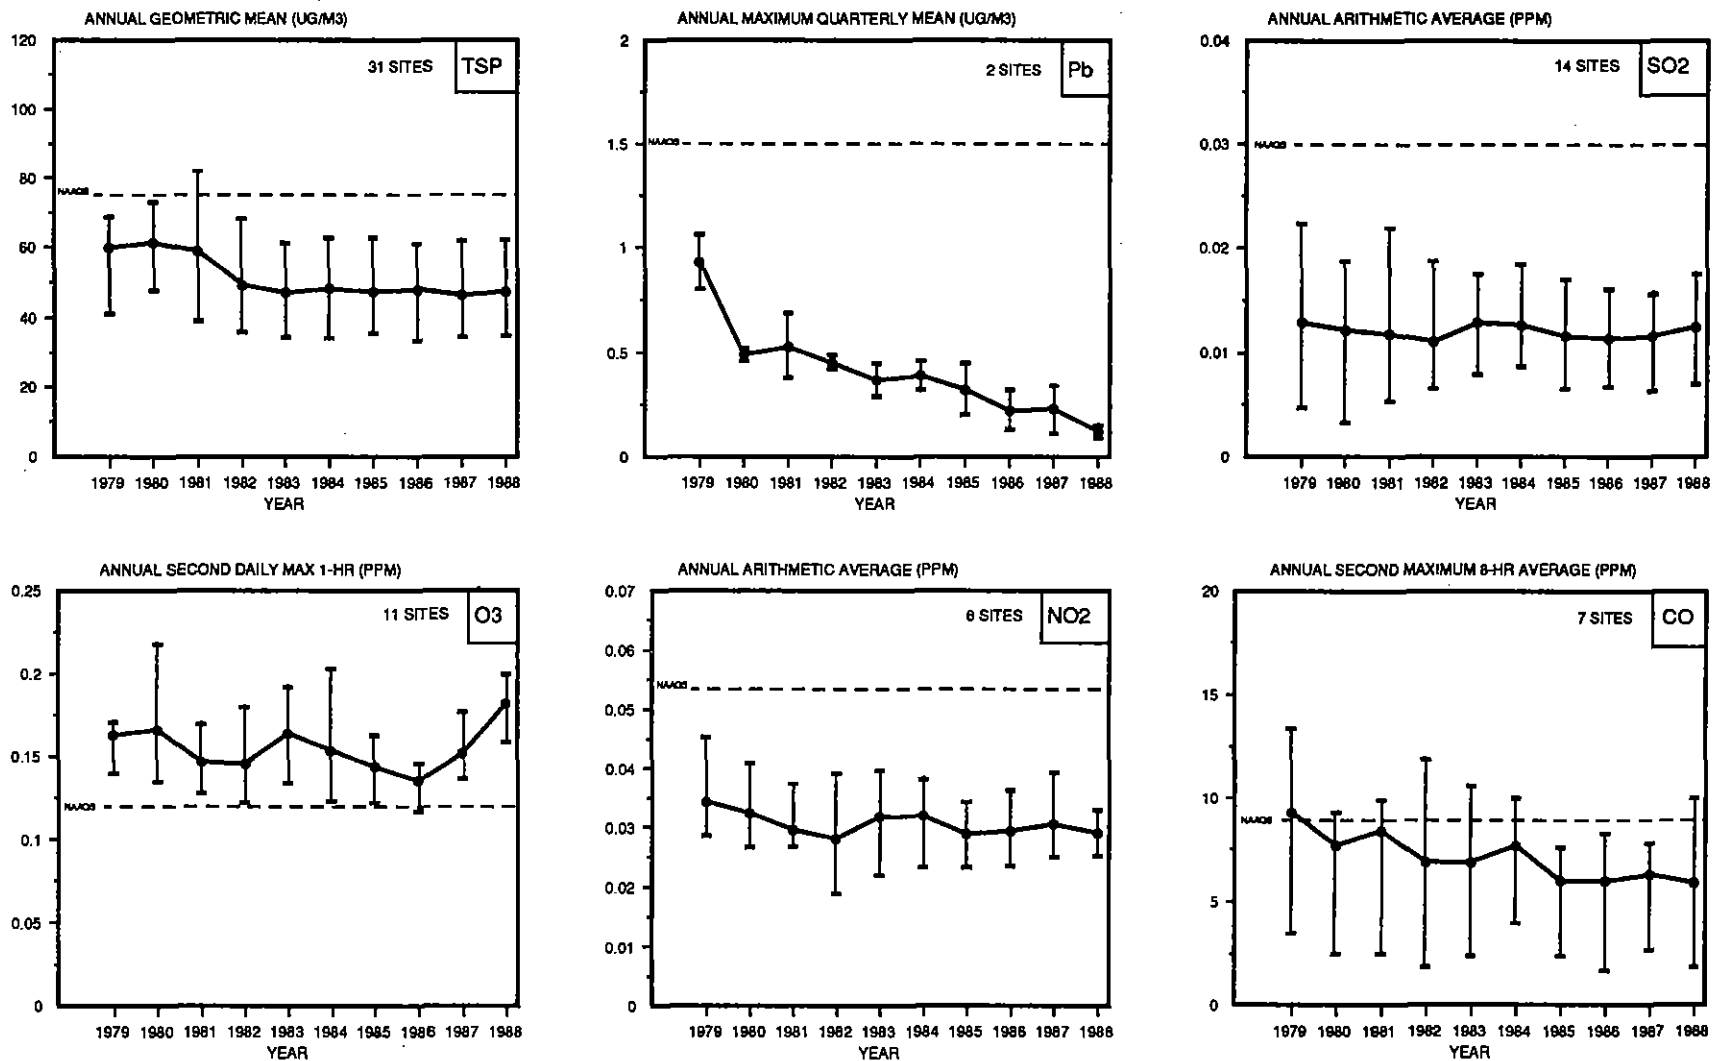 ANNUAL GEOMETRIC MEAN (UG/M3)
120
100
80
60
40
20
0
31 SITES
TSP
NAAQS
1979 1980 1981 1982 1983 1984 1985 1986 1987 1988
YEAR
ANNUAL MAXIMUM QUARTERLY MEAN (UG/M3)
2
1.5
1
0.5
0
2 SITES
Pb
NAAQS
1979 1980 1981 1982 1983 1984 1985 1986 1987 1988
YEAR
ANNUAL ARITHMETIC AVERAGE (PPM)
0.04
0.03
0.02
0.01
0
14 SITES
SO2
NAAQS
1979 1980 1981 1982 1983 1984 1985 1986 1987 1988
YEAR
ANNUAL SECOND DAILY MAX 1-HR (PPM)
0.25
0.2
0.15
0.1
0.05
0
11 SITES
O3
NAAQS
1979 1980 1981 1982 1983 1984 1985 1986 1987 1988
YEAR
ANNUAL ARITHMETIC AVERAGE (PPM)
0.07
0.06
0.05
0.04
0.03
0.02
0.01
0
6 SITES
NO2
NAAQS
1979 1980 1981 1982 1983 1984 1985 1986 1987 1988
YEAR
ANNUAL SECOND MAXIMUM 8-HR AVERAGE (PPM)
20
15
10
5
0
7 SITES
CO
NAAQS
1979 1980 1981 1982 1983 1984 1985 1986 1987 1988
YEAR